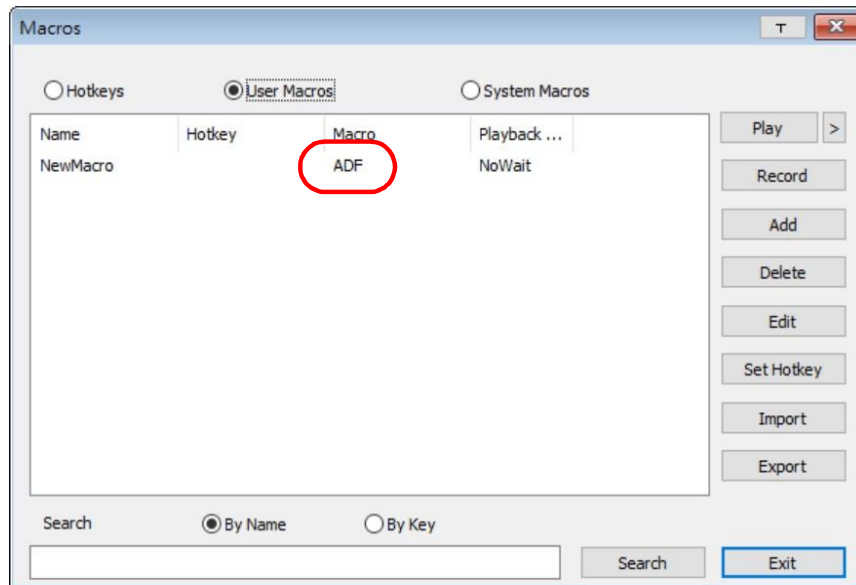 Macros T
Hotkeys User Macros System Macros
Name Hotkey Macro Playback ... Play >
NewMacro ADF NoWait
Record
Add
Delete
Edit
Set Hotkey
Import
Export
Search By Name By Key
Search Exit